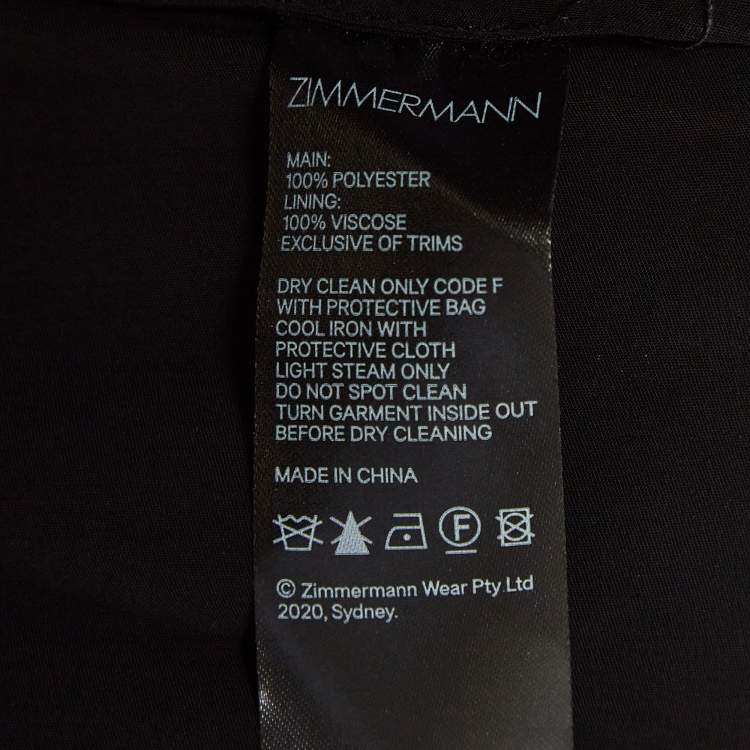 ZIMMERMANN
MAIN:
100% POLYESTER
LINING:
100% VISCOSE
EXCLUSIVE OF TRIMS
DRY CLEAN ONLY CODE F
WITH PROTECTIVE BAG
COOL IRON WITH
PROTECTIVE CLOTH
LIGHT STEAM ONLY
DO NOT SPOT CLEAN
TURN GARMENT INSIDE OUT
BEFORE DRY CLEANING
MADE IN CHINA
F
© Zimmermann Wear Pty.Ltd
2020, Sydney.